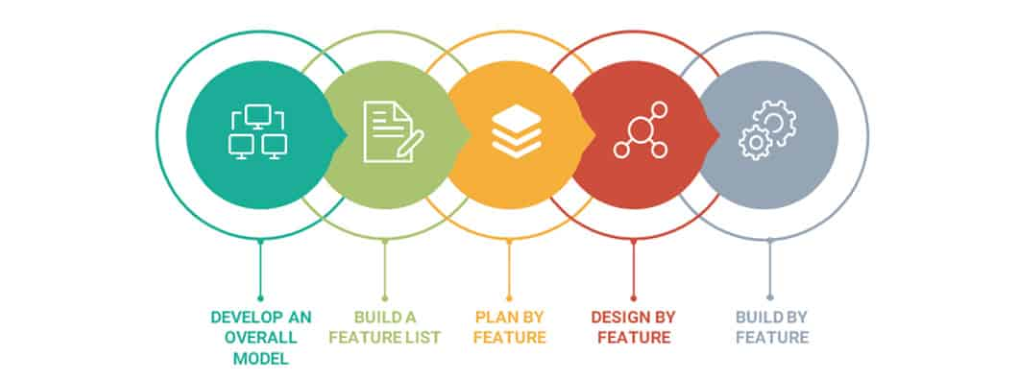 DEVELOP AN
OVERALL
MODEL
BUILD A
FEATURE LIST
PLAN BY
FEATURE
DESIGN BY
FEATURE
BUILD BY
FEATURE